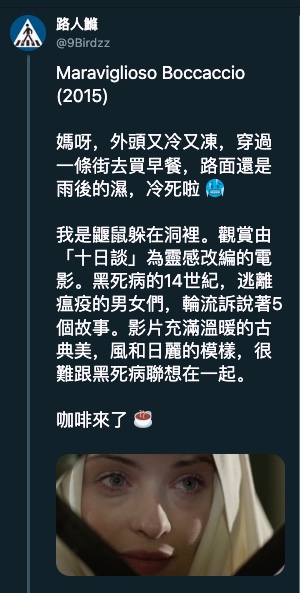 路人鱶
@9Birdzz
Maraviglioso Boccaccio
(2015)
媽呀，外頭又冷又凍，穿過
一條街去買早餐，路面還是
雨後的濕，冷死啦 🥶
我是鼴鼠躲在洞裡。觀賞由
「十日談」為靈感改編的電
影。黑死病的14世紀，逃離
瘟疫的男女們，輪流訴說著5
個故事。影片充滿溫暖的古
典美，風和日麗的模樣，很
難跟黑死病聯想在一起。
咖啡來了 ☕